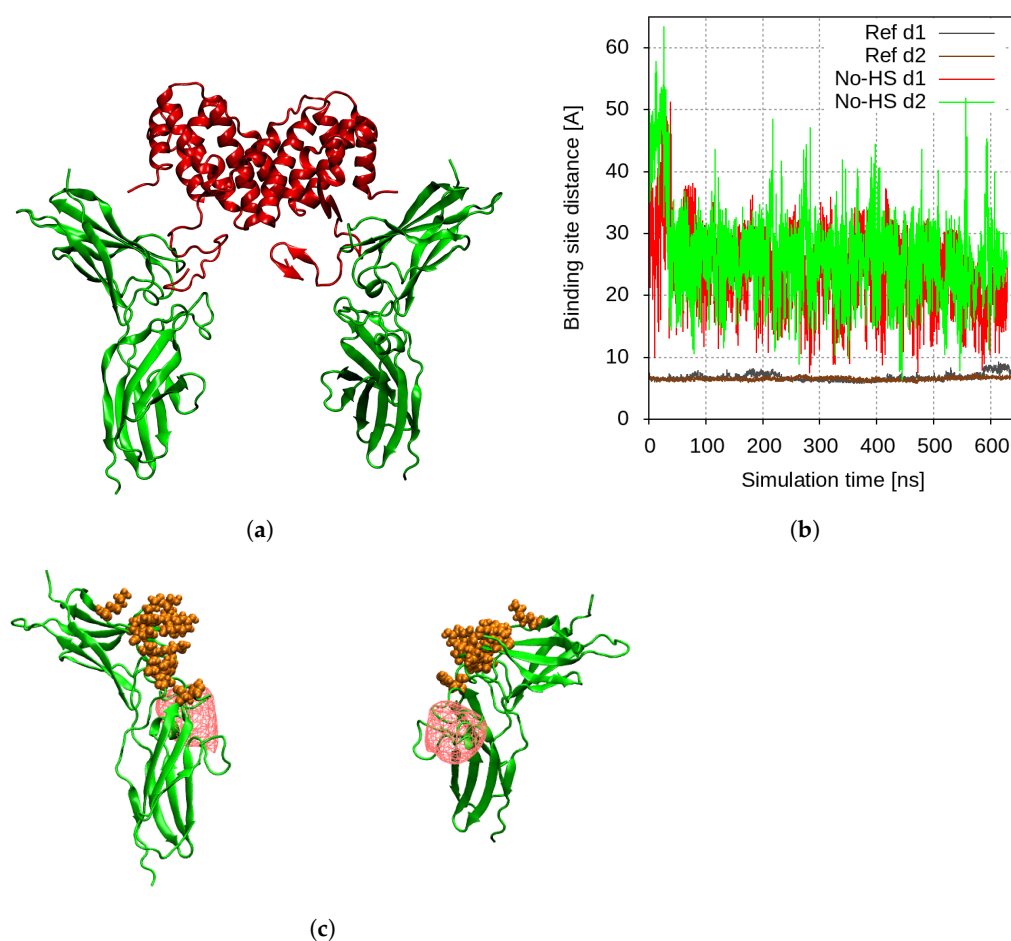 (a)
Binding site distance [A]
60
50
40
30
20
10
0
0 100 200 300 400 500 600
Simulation time [ns]
Ref d1
Ref d2
No-HS d1
No-HS d2
(b)
(c)